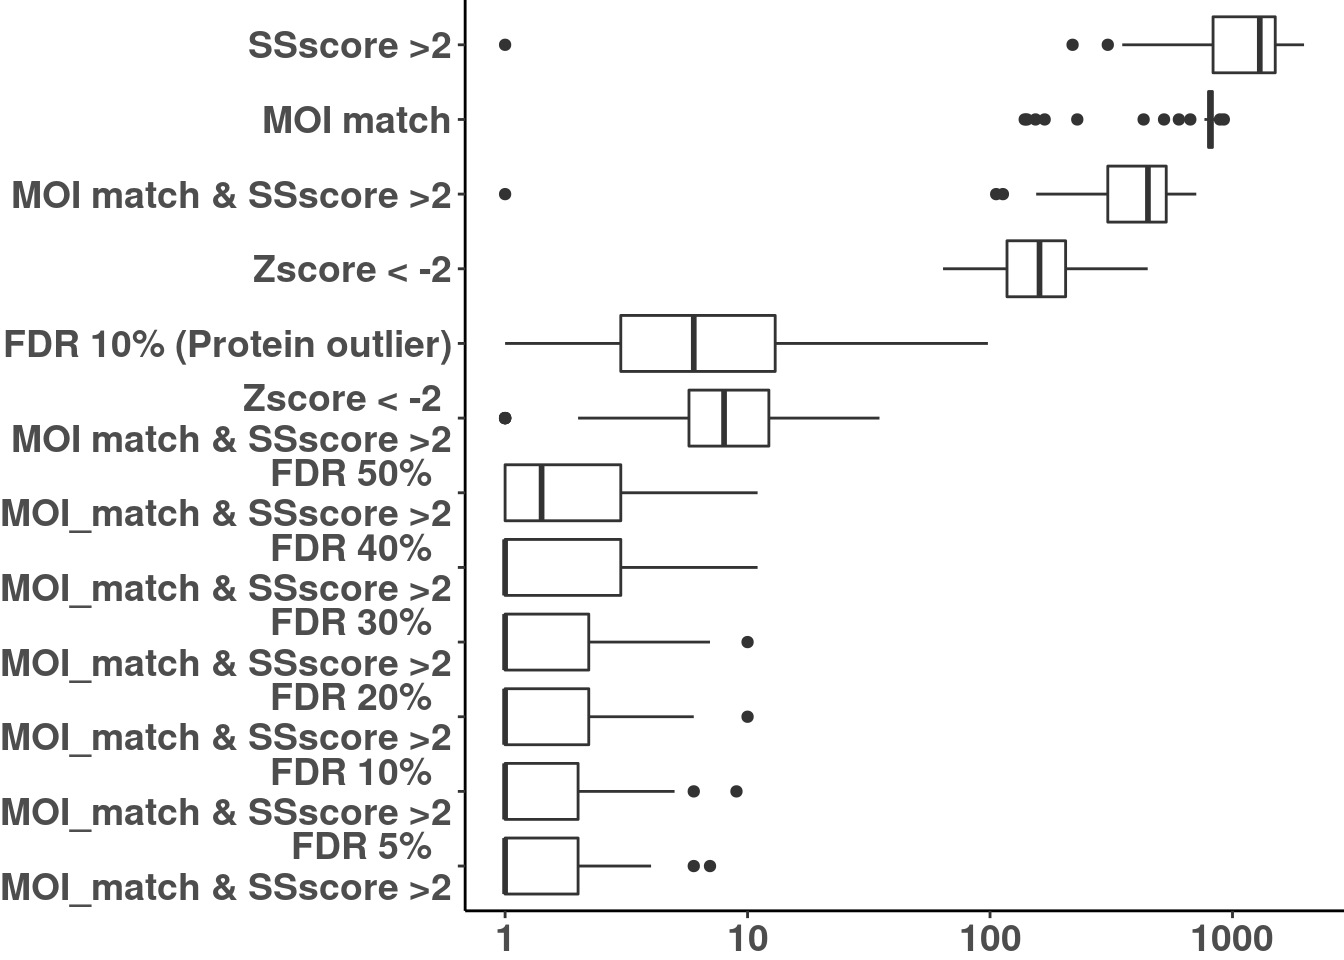 SSscore >2
MOI match
MOI match & SSscore >2
Zscore < -2
FDR 10% (Protein outlier)
Zscore < -2
MOI match & SSscore >2
FDR 50%
MOI_match & SSscore >2
FDR 40%
MOI_match & SSscore >2
FDR 30%
MOI_match & SSscore >2
FDR 20%
MOI_match & SSscore >2
FDR 10%
MOI_match & SSscore >2
FDR 5%
MOI_match & SSscore >2
1 10 100 1000